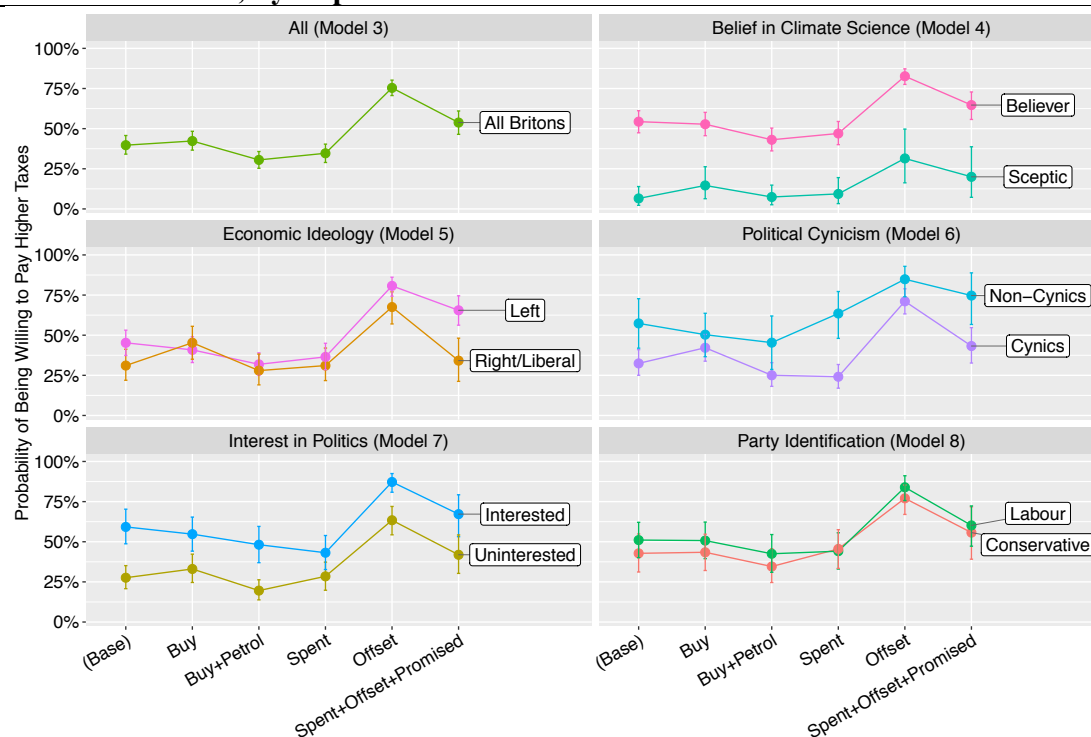 All (Model 3)
Belief in Climate Science (Model 4)
100%
75%
50%
25%
0%
All Britons
Believer
Sceptic
Economic Ideology (Model 5)
Political Cynicism (Model 6)
100%
75%
50%
25%
0%
Left
Right/Liberal
Non−Cynics
Cynics
Interest in Politics (Model 7)
Party Identification (Model 8)
100%
75%
50%
25%
0%
Interested
Uninterested
Labour
Conservative
(Base)
Buy
Buy+Petrol
Spent
Offset
Spent+Offset+Promised
(Base)
Buy
Buy+Petrol
Spent
Offset
Spent+Offset+Promised
Probability of Being Willing to Pay Higher Taxes